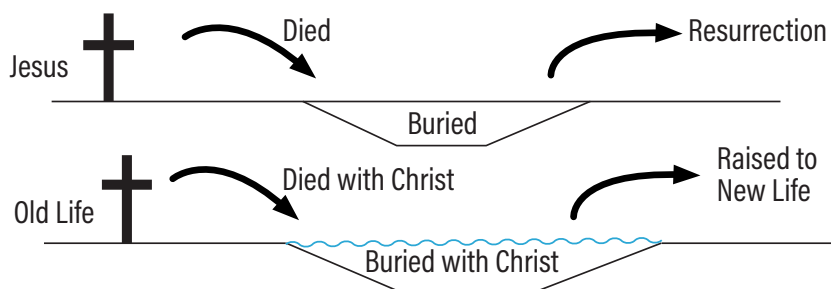 Died
Resurrection
Jesus
Buried
Died with Christ
Raised to
New Life
Old Life
Buried with Christ